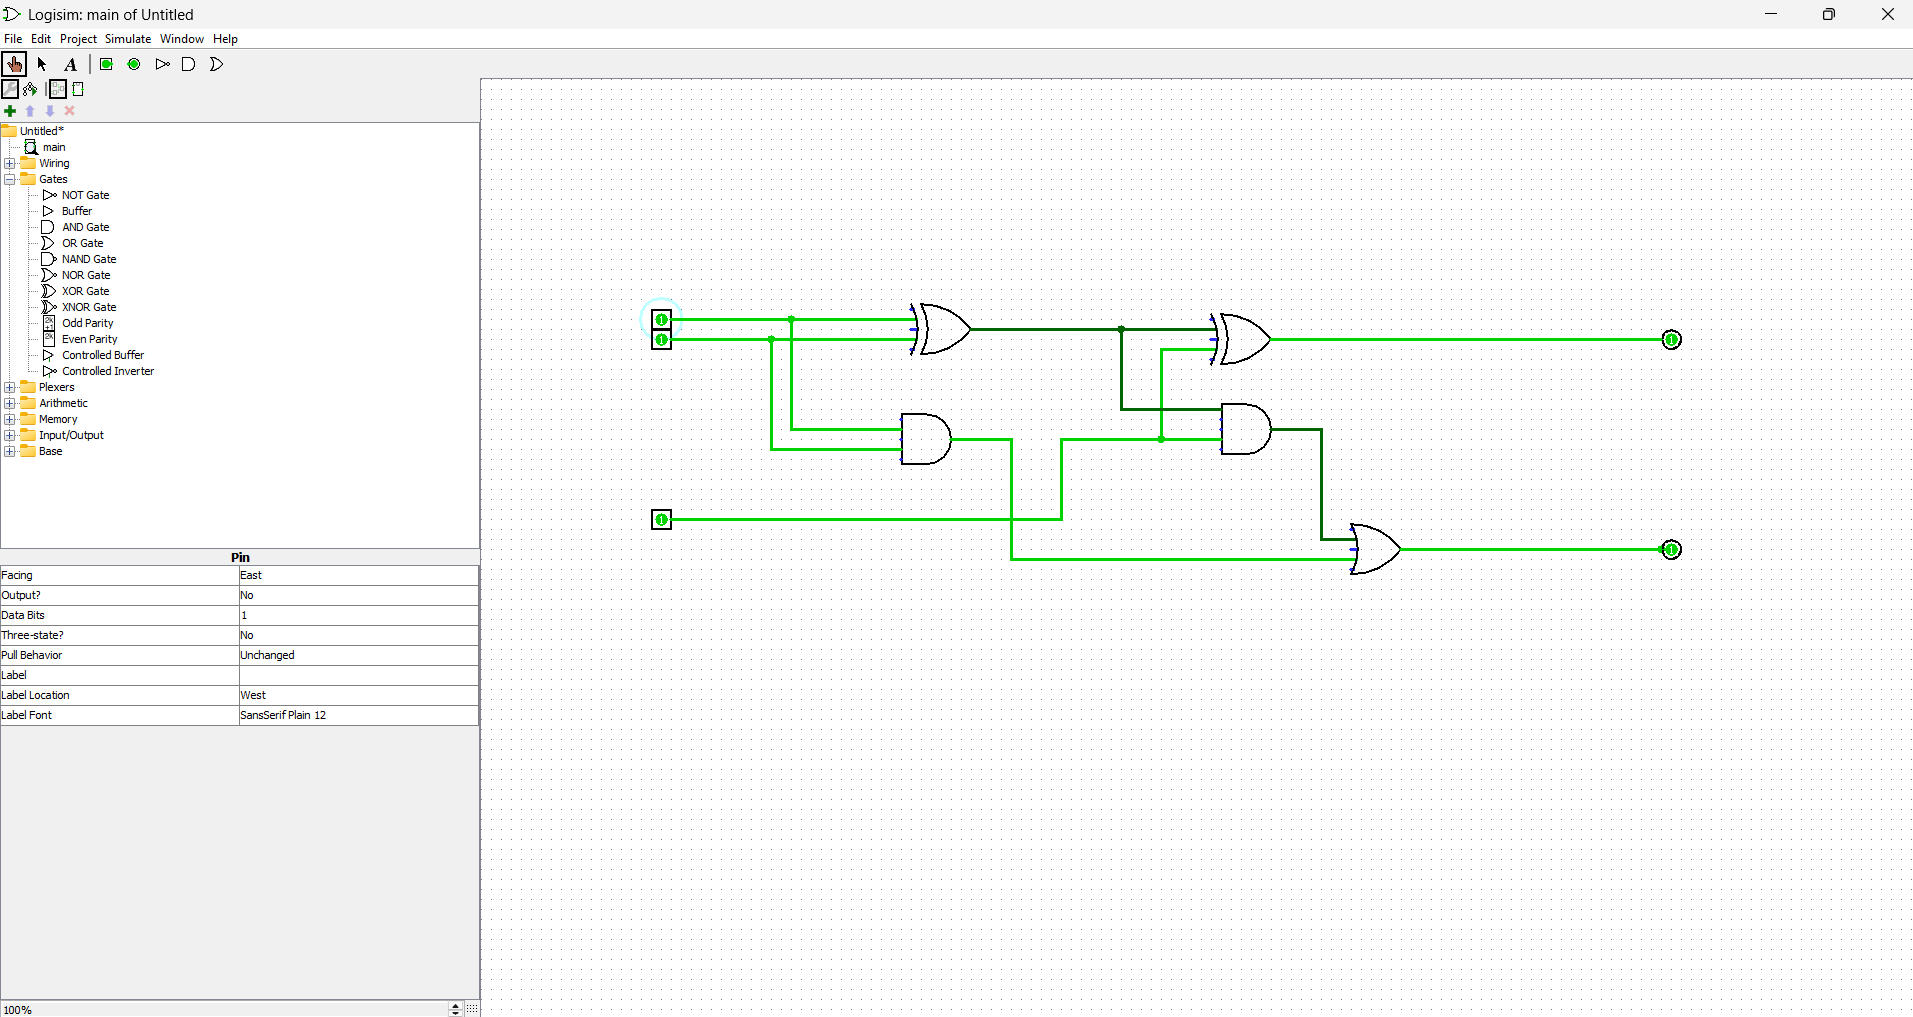 Logisim: main of Untitled
File Edit Project Simulate Window Help
A
Untitled*
main
Wiring
Gates
NOT Gate
Buffer
AND Gate
OR Gate
NAND Gate
NOR Gate
XOR Gate
XNOR Gate
Odd Parity
Even Parity
Controlled Buffer
Controlled Inverter
Plexers
Arithmetic
Memory
Input/Output
Base
Pin
Facing East
Output? No
Data Bits 1
Three-state? No
Pull Behavior Unchanged
Label
Label Location West
Label Font SansSerif Plain 12
100%
1
1
1
1
1